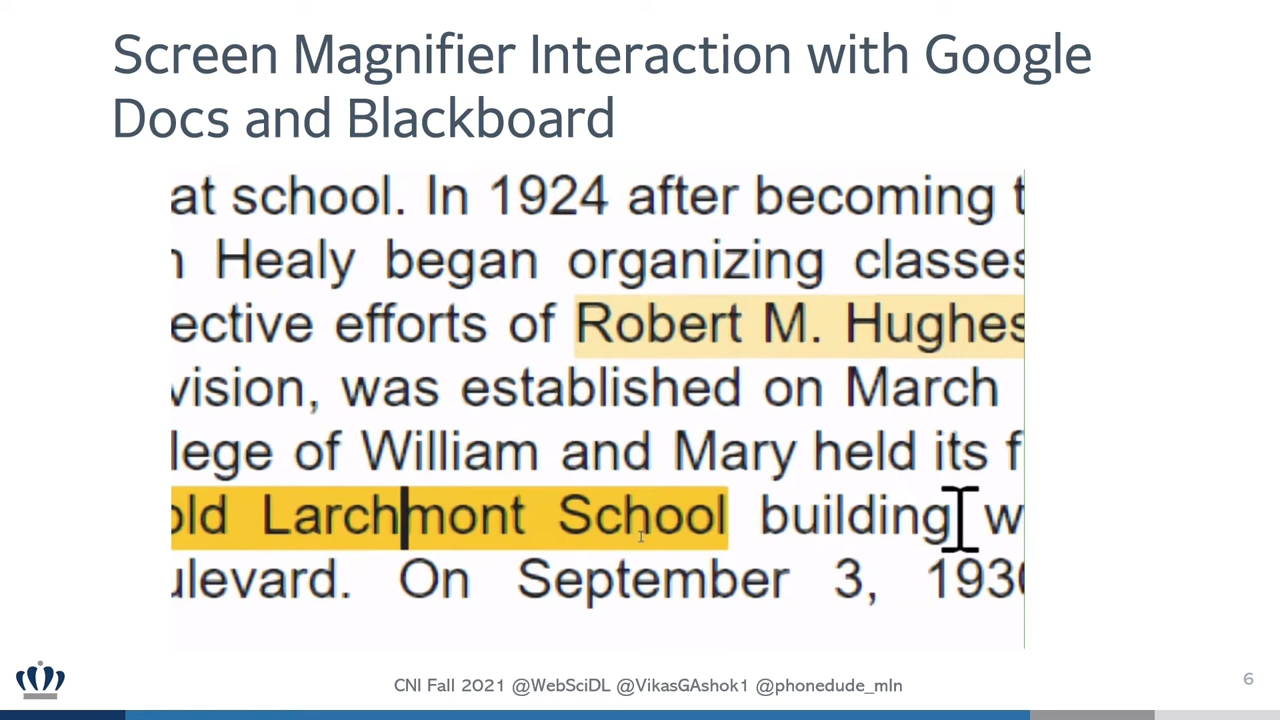 Screen Magnifier Interaction with Google
Docs and Blackboard
at school. In 1924 after becoming t
Healy began organizing classes
ective efforts of Robert M. Hughes
vision, was established on March
lege of William and Mary held its f
old Larchmont School building w
ulevard. On September 3, 1930
CNI Fall 2021 @WebSciDL @VikasGAshok1 @phonedude_mln
6